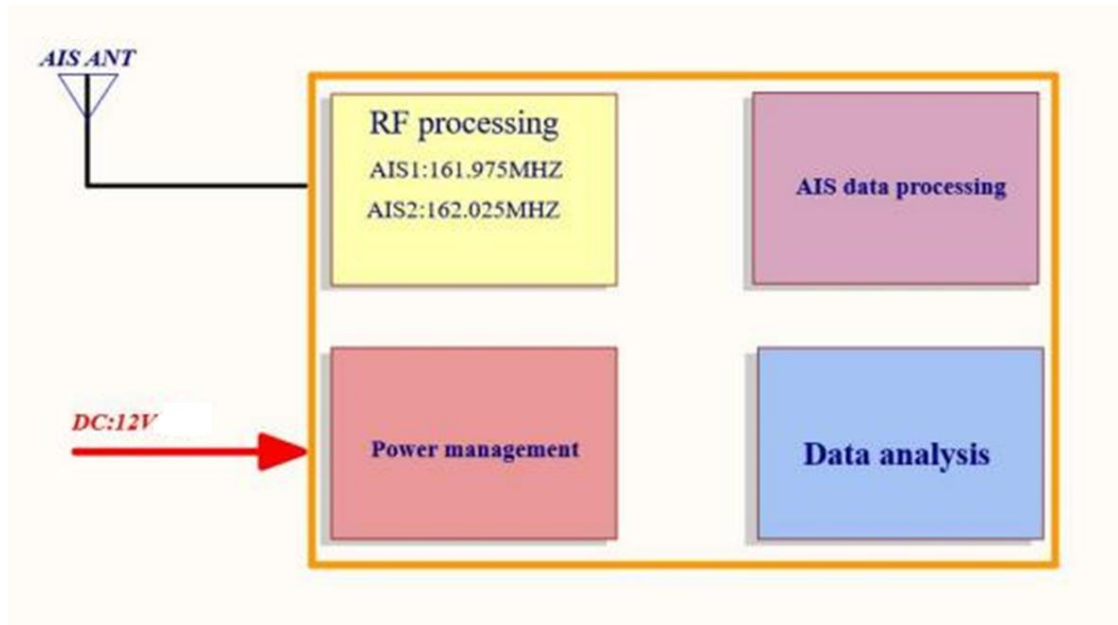 AIS ANT
RF processing
AIS1:161.975MHZ
AIS2:162.025MHZ
AIS data processing
DC:12V
Power management
Data analysis